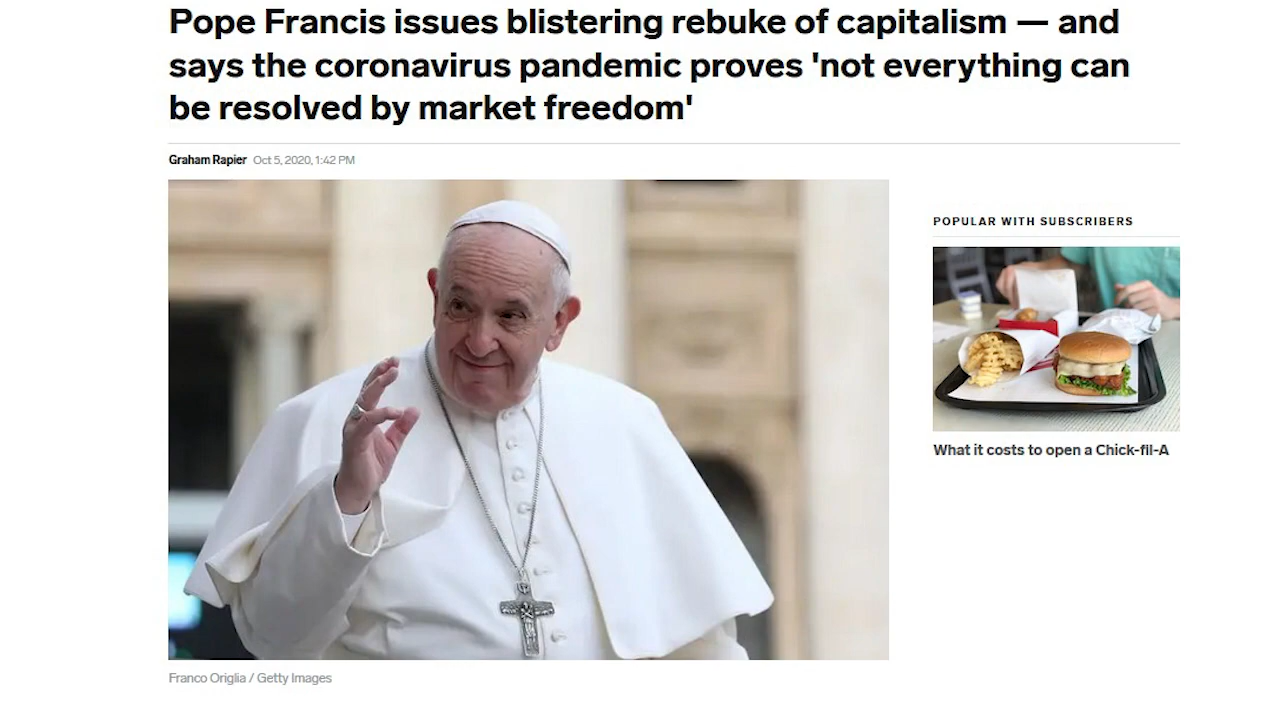 Pope Francis issues blistering rebuke of capitalism — and
says the coronavirus pandemic proves 'not everything can
be resolved by market freedom'
Graham Rapier Oct 5, 2020, 1:42 PM
POPULAR WITH SUBSCRIBERS
What it costs to open a Chick-fil-A
Franco Origlia / Getty Images